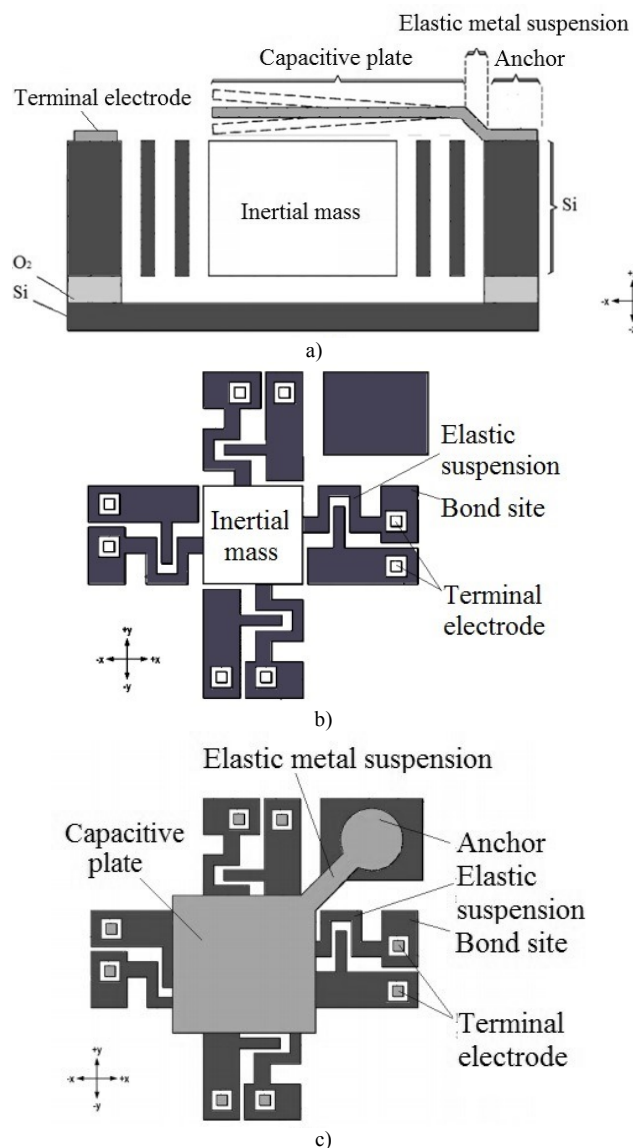 Elastic metal suspension
Capacitive plate
Anchor
Terminal electrode
Inertial mass
Si
O₂
Si
-x
a)
Elastic
suspension
Bond site
Inertial
mass
Terminal
electrode
+y
-x +x
-y
b)
Elastic metal suspension
Capacitive
plate
Anchor
Elastic
suspension
Bond site
Terminal
electrode
+y
-x +x
-y
c)